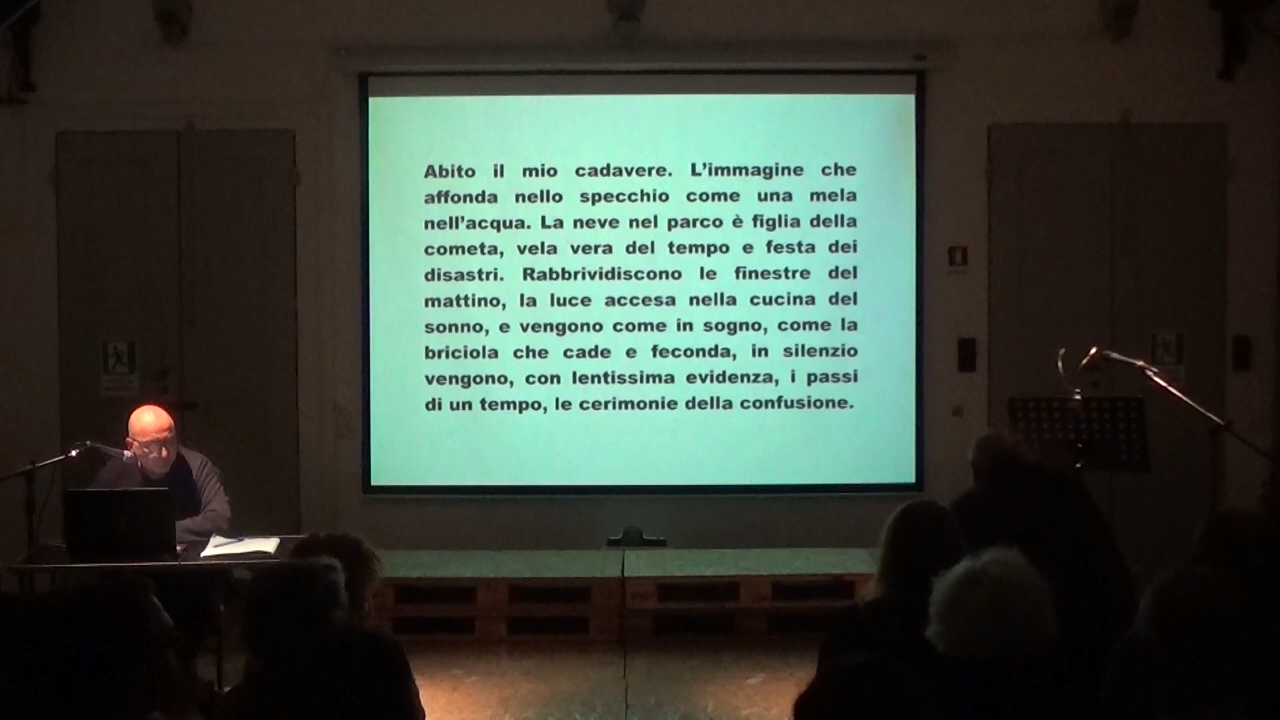 Abito il mio cadavere. L’immagine che
affonda nello specchio come una mela
nell’acqua. La neve nel parco è figlia della
cometa, vela vera del tempo e festa dei
disastri. Rabbrividiscono le finestre del
mattino, la luce accesa nella cucina del
sonno, e vengono come in sogno, come la
briciola che cade e feconda, in silenzio
vengono, con lentissima evidenza, i passi
di un tempo, le cerimonie della confusione.